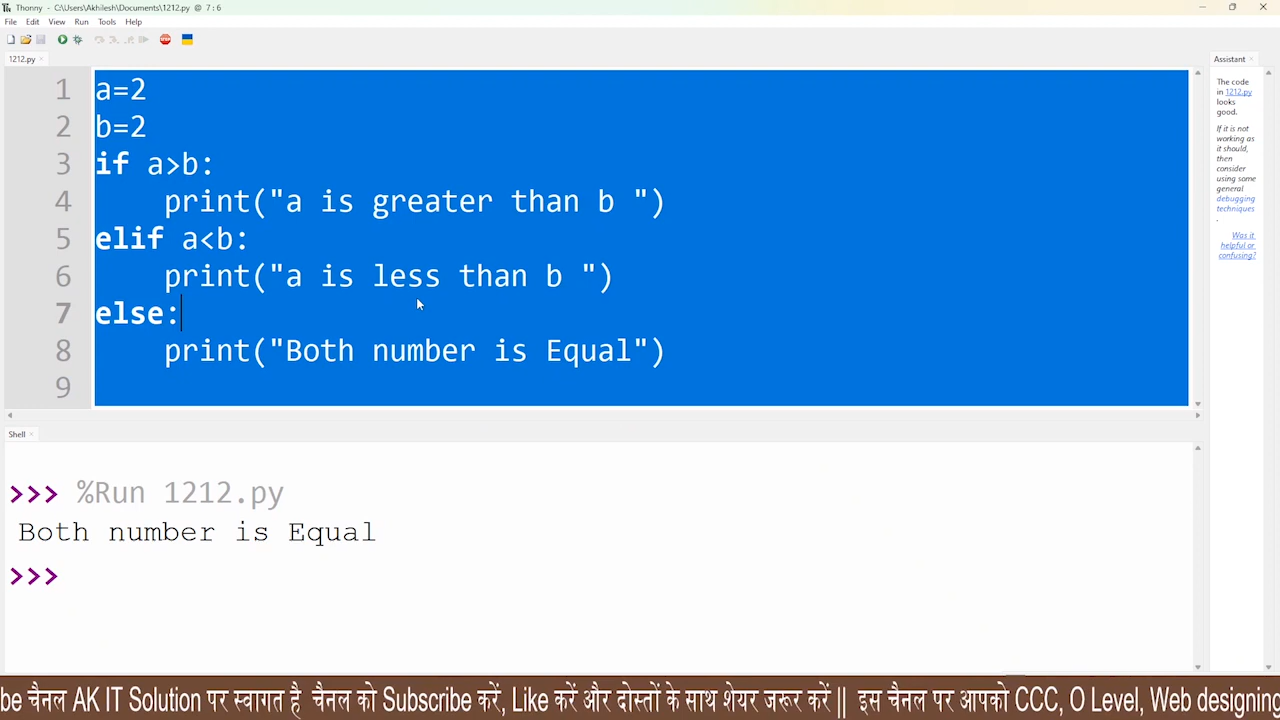 Thonny - C:\Users\Akhilesh\Documents\1212.py @ 7:6
File Edit View Run Tools Help
1212.py
Assistant
1 a=2
2 b=2
3 if a>b:
4 print("a is greater than b ")
5 elif a<b:
6 print("a is less than b ")
7 else:
8 print("Both number is Equal")
9
The code
in 1212.py
looks
good.
If it is not
working as
it should,
then
consider
using some
general
debugging
techniques
.
Was it
helpful or
confusing?
Shell
>>> %Run 1212.py
Both number is Equal
>>>
be चैनल AK IT Solution पर स्वागत है चैनल को Subscribe करें, Like करें और दोस्तों के साथ शेयर जरूर करें || इस चैनल पर आपको CCC, O Level, Web designing